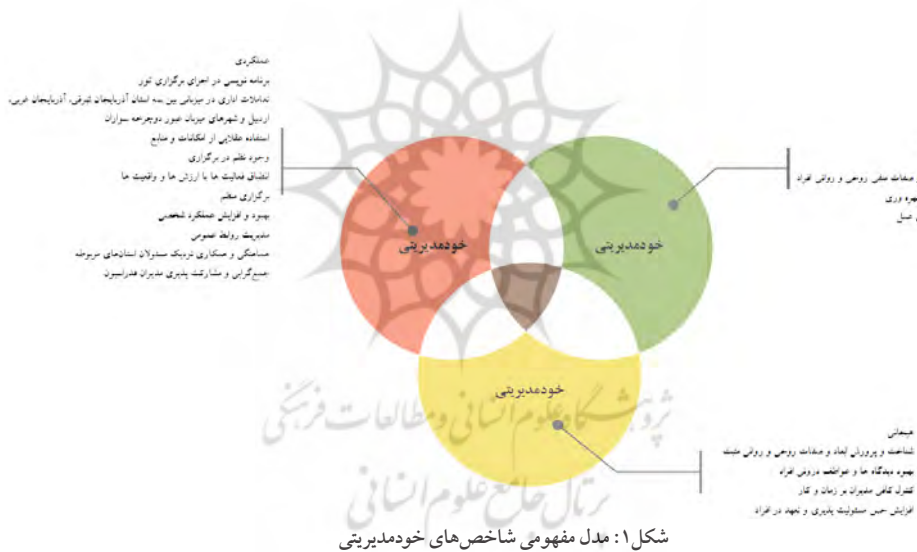 عملکردی
برنامه نویسی در اجرای برگزاری تور
تعاملات اداری در میزبانی بین سه استان آذربایجان شرقی، آذربایجان غربی،
اردبیل و شهرهای میزبان عبور دوچرخه سواران
استفاده عقلایی از امکانات و منابع
وجود نظم در برگزاری
انطباق فعالیت ها با ارزش ها و واقعیت ها
برگزاری منظم
بهبود و افزایش عملکرد شخصی
مدیریت روابط عمومی
هماهنگی و همکاری نزدیک مسئولان استان‌های مربوطه
جمع‌گرایی و مشارکت پذیری مدیران فدراسیون
صفات منفی روحی و روانی افراد
بهره وری
عمل
خودمدیریتی
خودمدیریتی
خودمدیریتی
هیجانی
شناخت و پرورش ابعاد و صفات روحی و روانی مثبت
بهبود دیدگاه ها و عواطف درونی افراد
کنترل کافی مدیران بر زمان و کار
افزایش حس مسئولیت پذیری و تعهد در افراد
پژوهشگاه علوم انسانی و مطالعات فرهنگی
پرتال جامع علوم انسانی
شکل۱: مدل مفهومی شاخص‌های خودمدیریتی